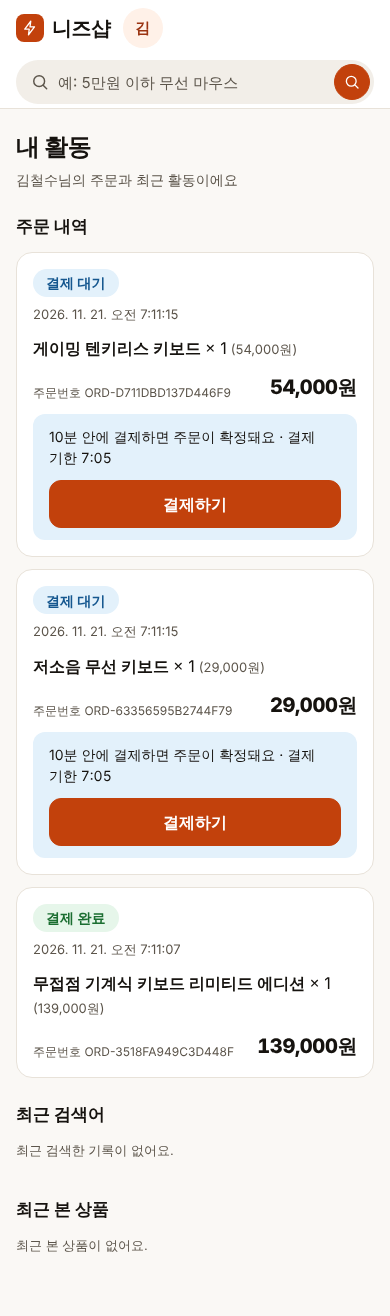 니즈샵 김
예: 5만원 이하 무선 마우스
내 활동
김철수님의 주문과 최근 활동이에요
주문 내역
결제 대기
2026. 11. 21. 오전 7:11:15
게이밍 텐키리스 키보드 × 1 (54,000원)
주문번호 ORD-D711DBD137D446F9 54,000원
10분 안에 결제하면 주문이 확정돼요 · 결제
기한 7:05
결제하기
결제 대기
2026. 11. 21. 오전 7:11:15
저소음 무선 키보드 × 1 (29,000원)
주문번호 ORD-63356595B2744F79 29,000원
10분 안에 결제하면 주문이 확정돼요 · 결제
기한 7:05
결제하기
결제 완료
2026. 11. 21. 오전 7:11:07
무접점 기계식 키보드 리미티드 에디션 × 1
(139,000원)
주문번호 ORD-3518FA949C3D448F 139,000원
최근 검색어
최근 검색한 기록이 없어요.
최근 본 상품
최근 본 상품이 없어요.